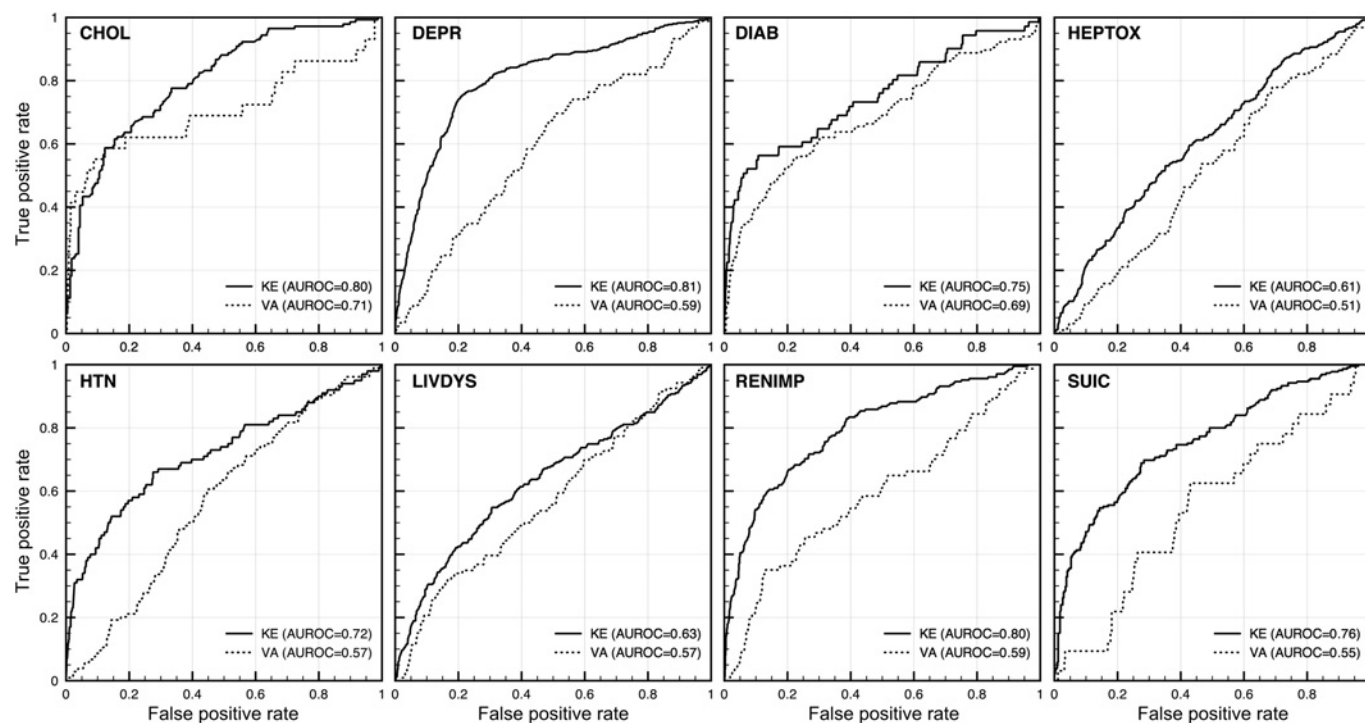 CHOL
DEPR
DIAB
HEPTOX
True positive rate
1
0.8
0.6
0.4
0.2
0
KE (AUROC=0.80)
VA (AUROC=0.71)
KE (AUROC=0.81)
VA (AUROC=0.59)
KE (AUROC=0.75)
VA (AUROC=0.69)
KE (AUROC=0.61)
VA (AUROC=0.51)
0 0.2 0.4 0.6 0.8 1
0 0.2 0.4 0.6 0.8 1
0 0.2 0.4 0.6 0.8 1
0 0.2 0.4 0.6 0.8
HTN
LIVDYS
RENIMP
SUIC
True positive rate
1
0.8
0.6
0.4
0.2
0
KE (AUROC=0.72)
VA (AUROC=0.57)
KE (AUROC=0.63)
VA (AUROC=0.57)
KE (AUROC=0.80)
VA (AUROC=0.59)
KE (AUROC=0.76)
VA (AUROC=0.55)
0 0.2 0.4 0.6 0.8 1
0 0.2 0.4 0.6 0.8 1
0 0.2 0.4 0.6 0.8 1
0 0.2 0.4 0.6 0.8
False positive rate
False positive rate
False positive rate
False positive rate